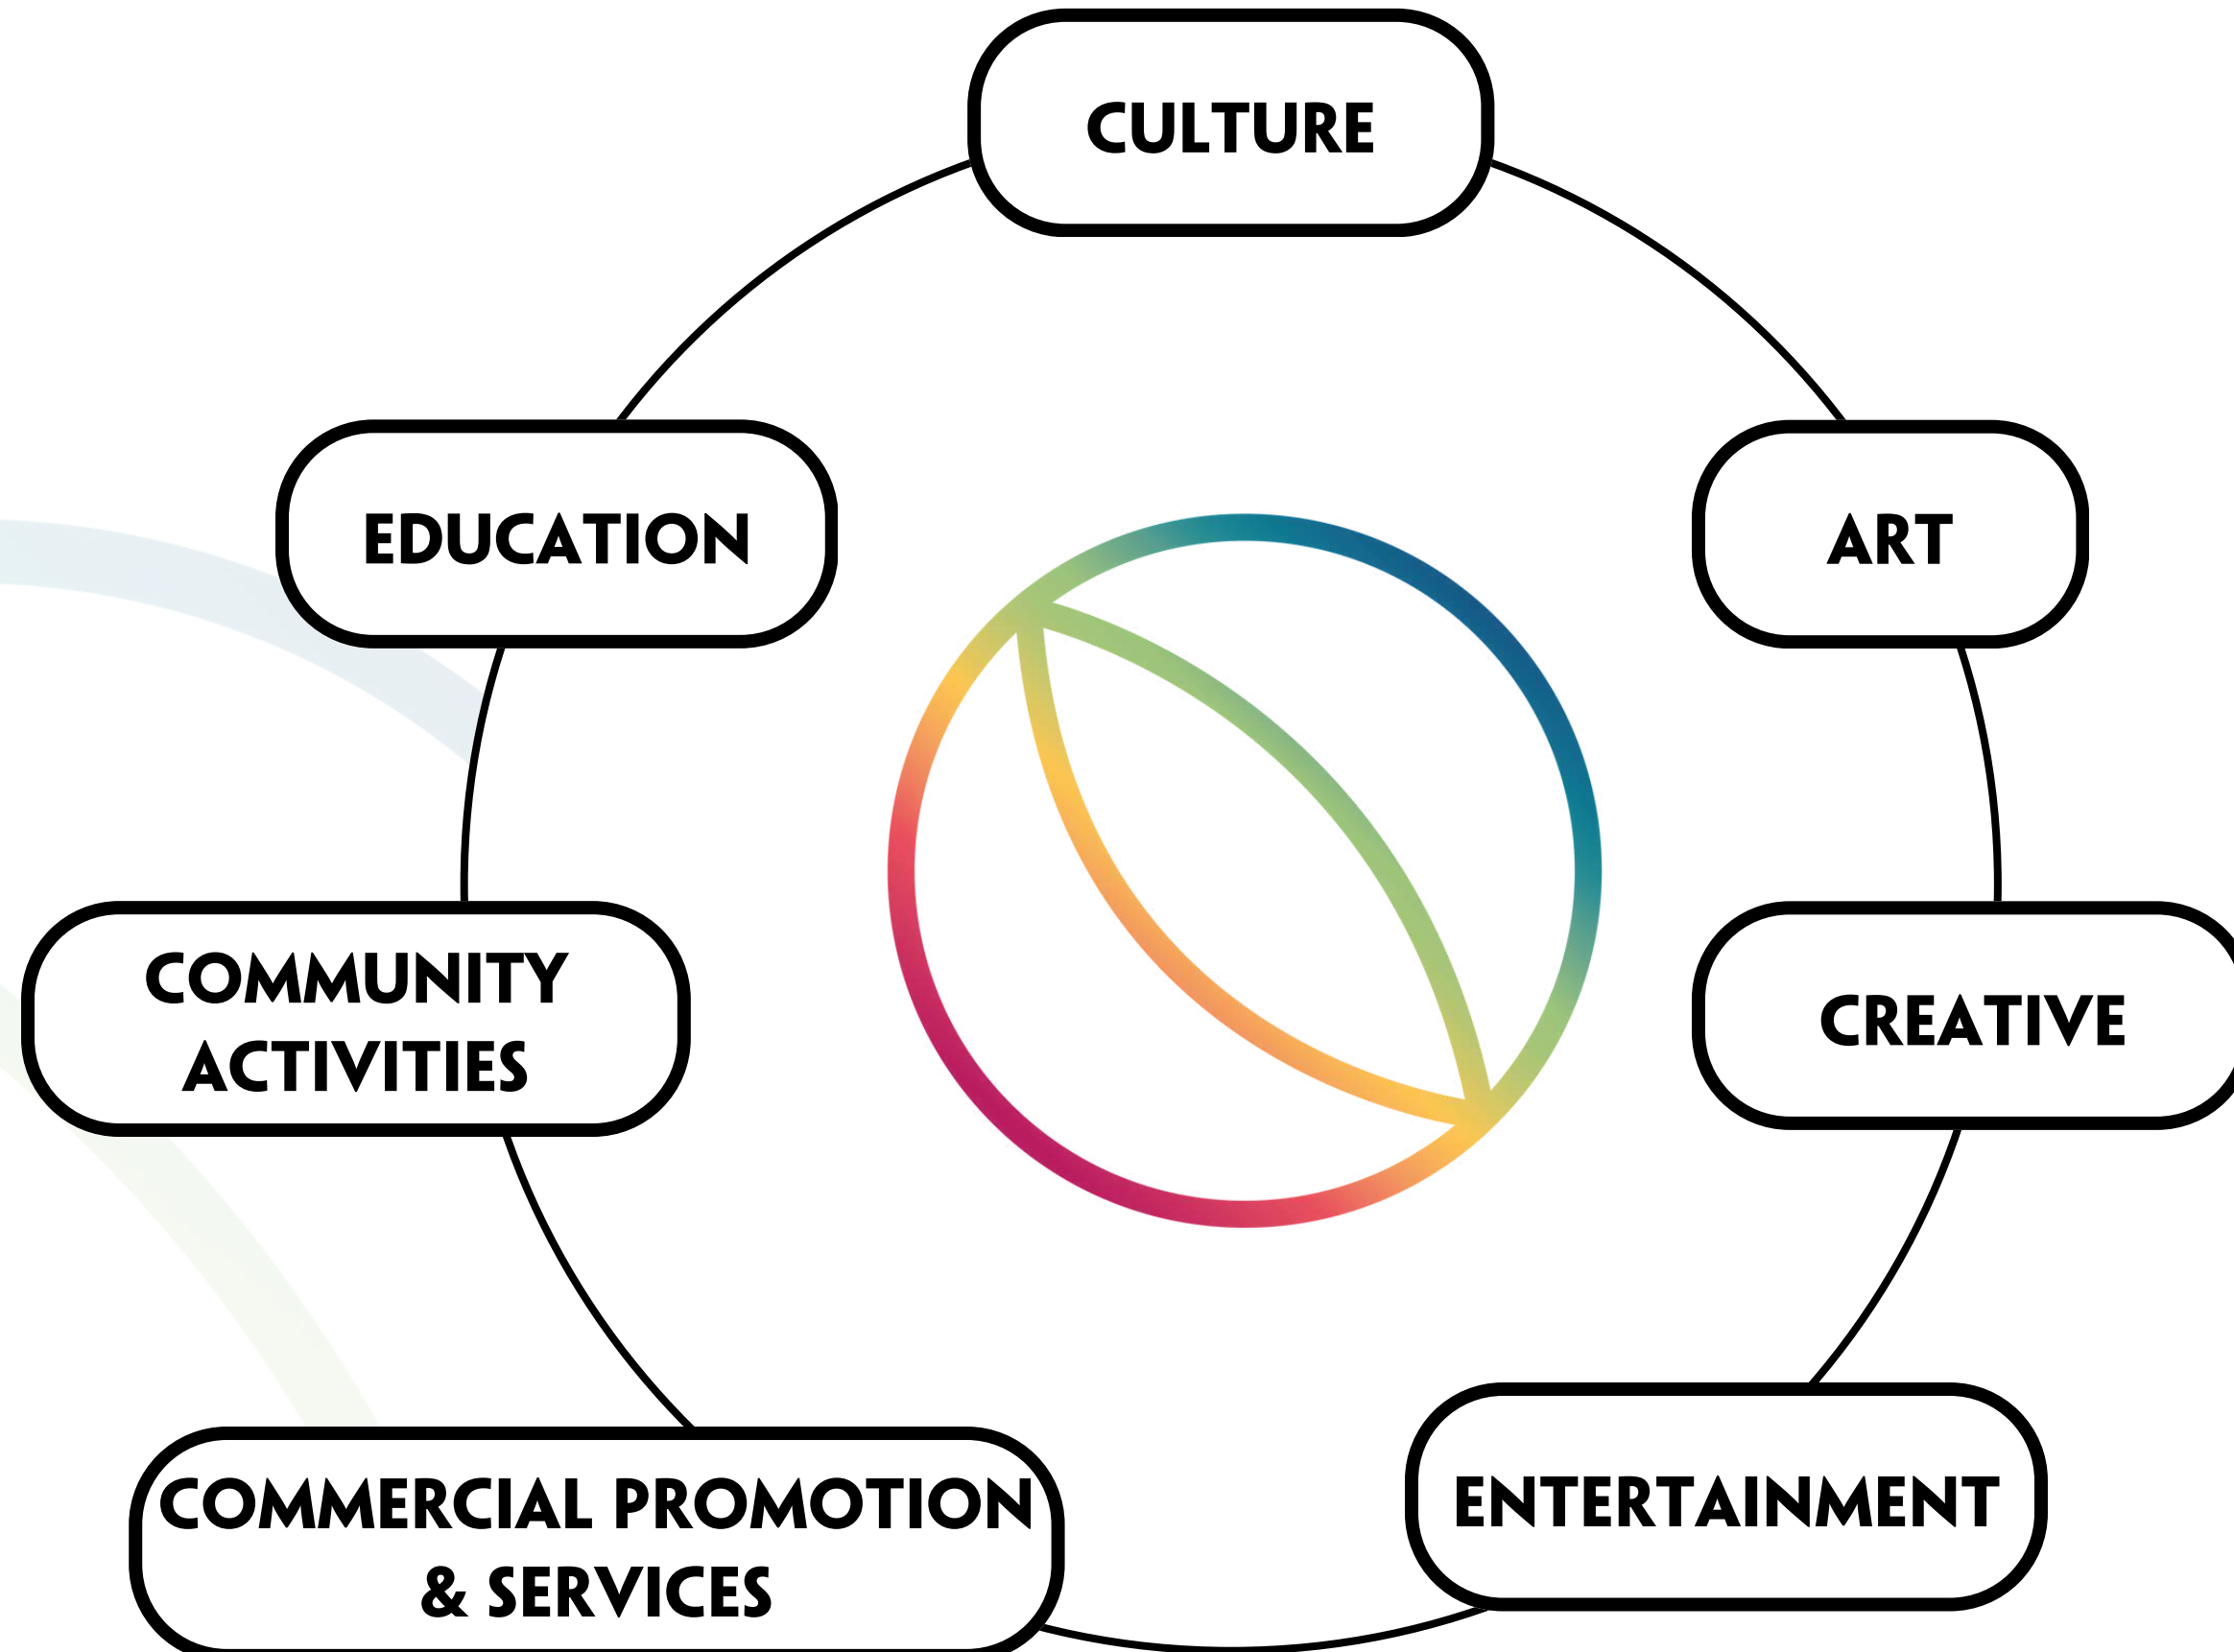 CULTURE
EDUCATION
ART
COMMUNITY
ACTIVITIES
CREATIVE
COMMERCIAL PROMOTION
& SERVICES
ENTERTAINMENT